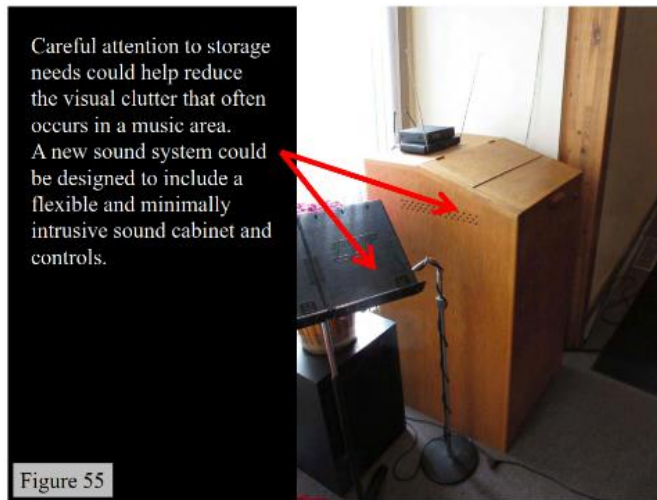 Careful attention to storage
needs could help reduce
the visual clutter that often
occurs in a music area.
A new sound system could
be designed to include a
flexible and minimally
intrusive sound cabinet and
controls.
Figure 55